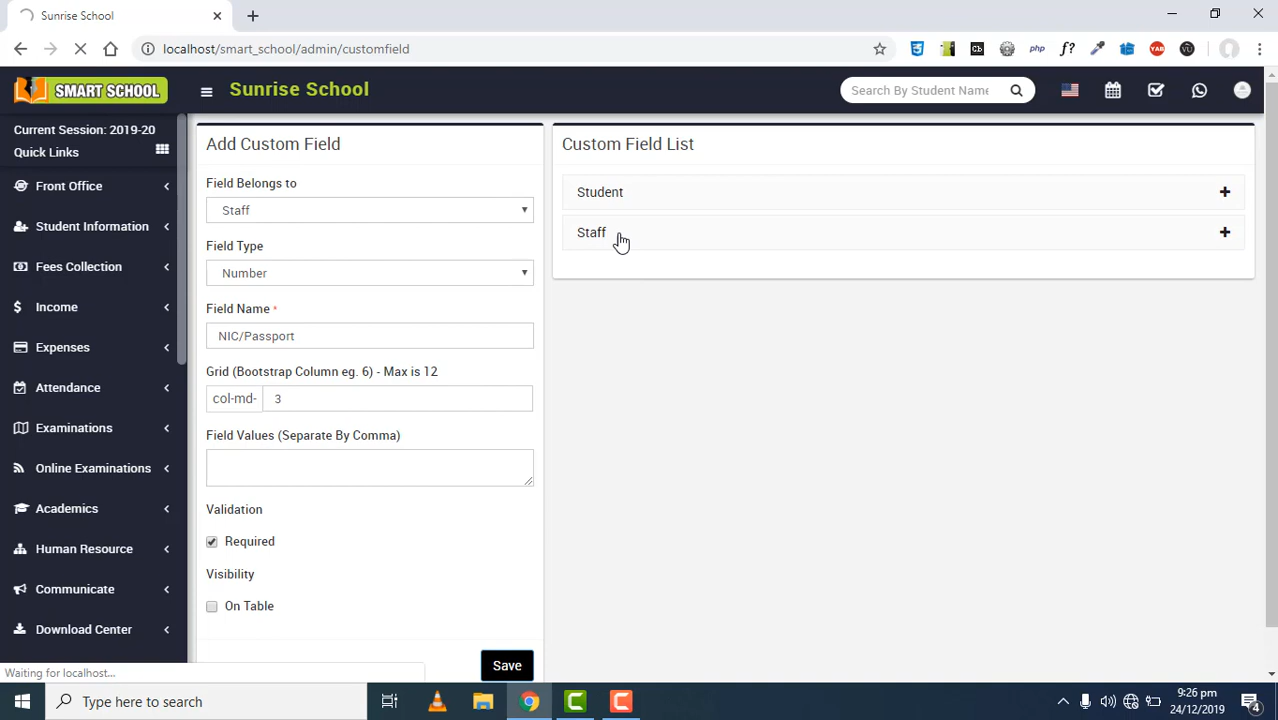 Sunrise School
localhost/smart_school/admin/customfield
SMART SCHOOL
Sunrise School
Search By Student Name
Current Session: 2019-20
Quick Links
Front Office
Student Information
Fees Collection
Income
Expenses
Attendance
Examinations
Online Examinations
Academics
Human Resource
Communicate
Download Center
Add Custom Field
Field Belongs to
Staff
Field Type
Number
Field Name *
NIC/Passport
Grid (Bootstrap Column eg. 6) - Max is 12
col-md- 3
Field Values (Separate By Comma)
Validation
Required
Visibility
On Table
Save
Custom Field List
Student
Staff
Waiting for localhost...
Type here to search
9:26 pm
24/12/2019
4